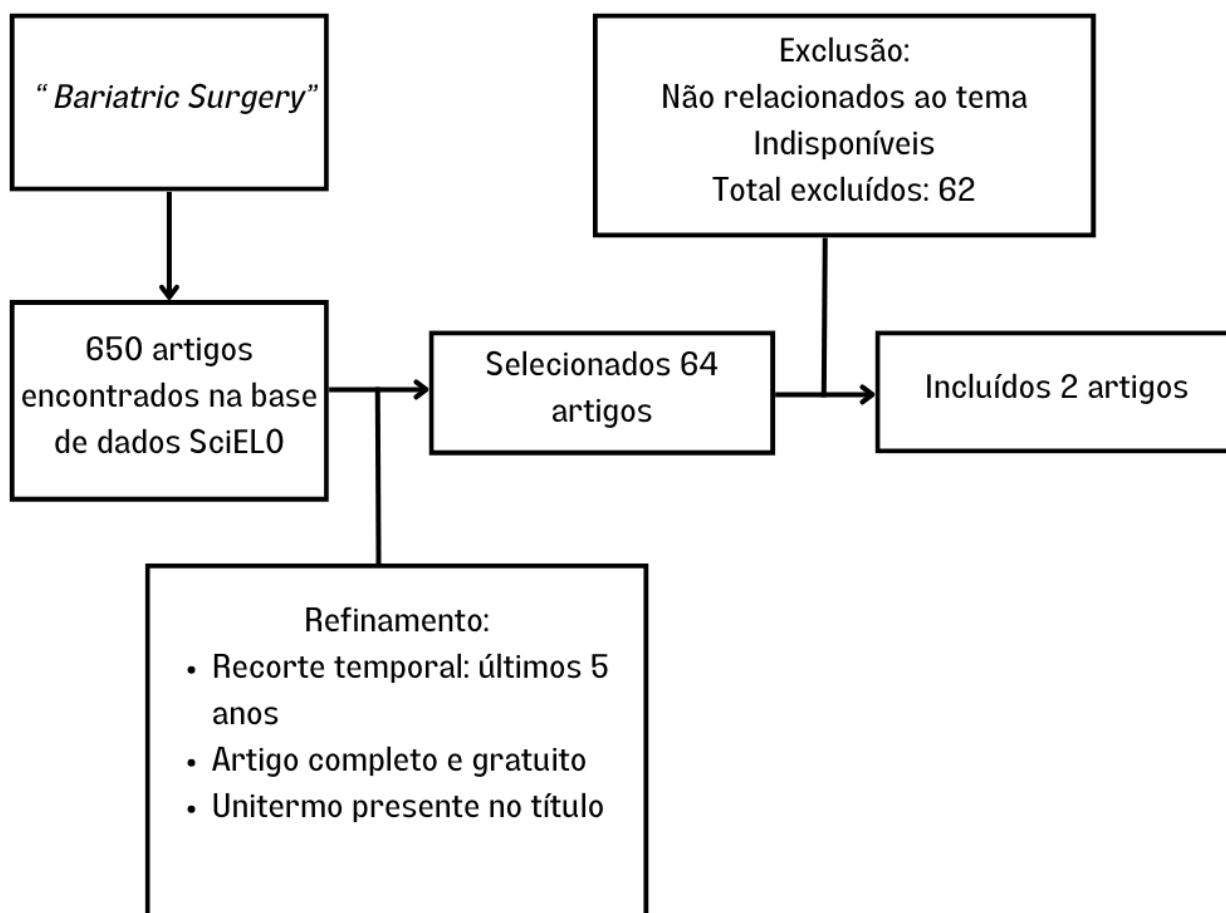 “ Bariatric Surgery”
650 artigos
encontrados na base
de dados SciELO
Refinamento:
• Recorte temporal: últimos 5
anos
• Artigo completo e gratuito
• Unitermo presente no título
Selecionados 64
artigos
Exclusão:
Não relacionados ao tema
Indisponíveis
Total excluídos: 62
Incluídos 2 artigos